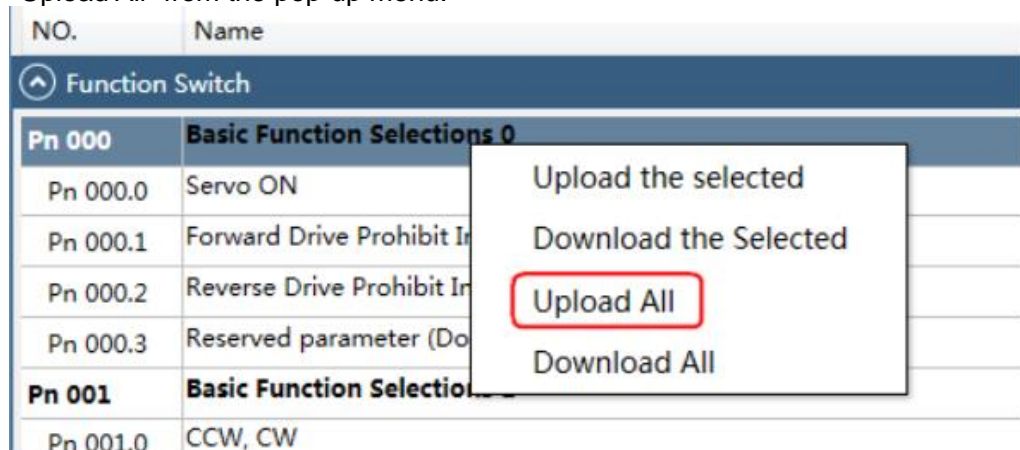 Upload All" from the pop-up menu.
NO. Name
Function Switch
Pn 000 Basic Function Selections 0
Pn 000.0 Servo ON
Pn 000.1 Forward Drive Prohibit
Pn 000.2 Reverse Drive Prohibit
Pn 000.3 Reserved parameter (Do
Pn 001 Basic Function Selections
Pn 001.0 CCW, CW
Upload the selected
Download the Selected
Upload All
Download All